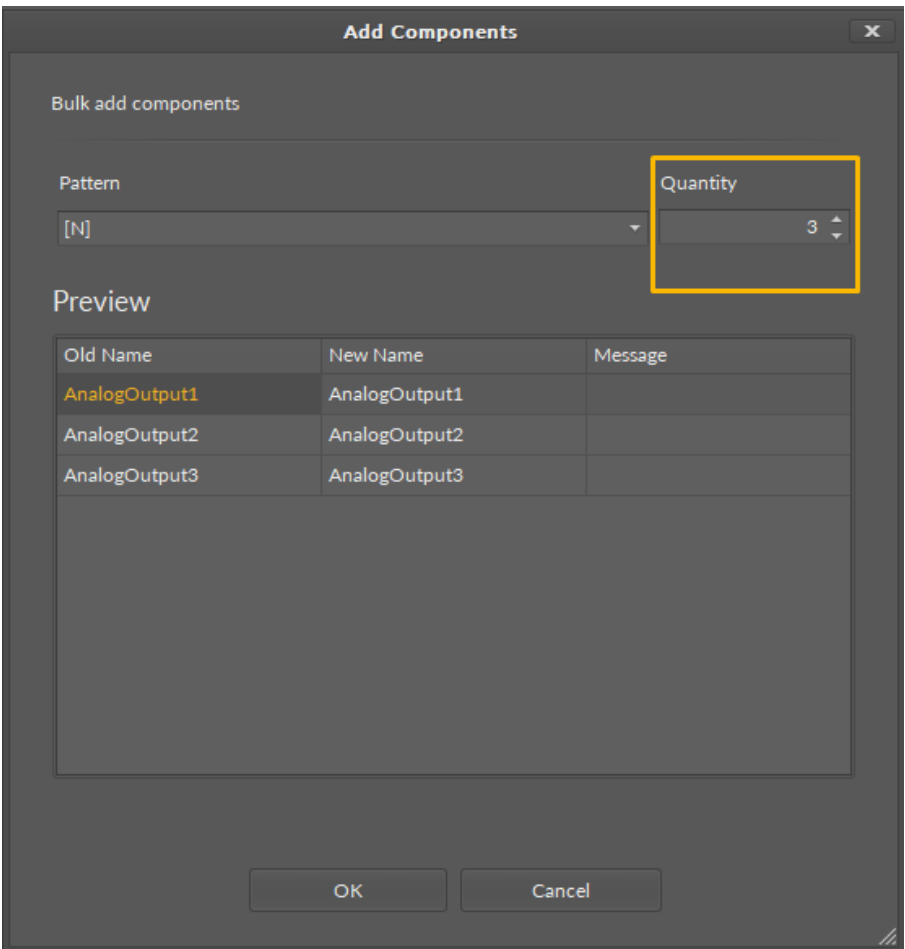 Add Components
x
Bulk add components
Pattern
Quantity
[N]
3
Preview
Old Name New Name Message
AnalogOutput1 AnalogOutput1
AnalogOutput2 AnalogOutput2
AnalogOutput3 AnalogOutput3
OK Cancel